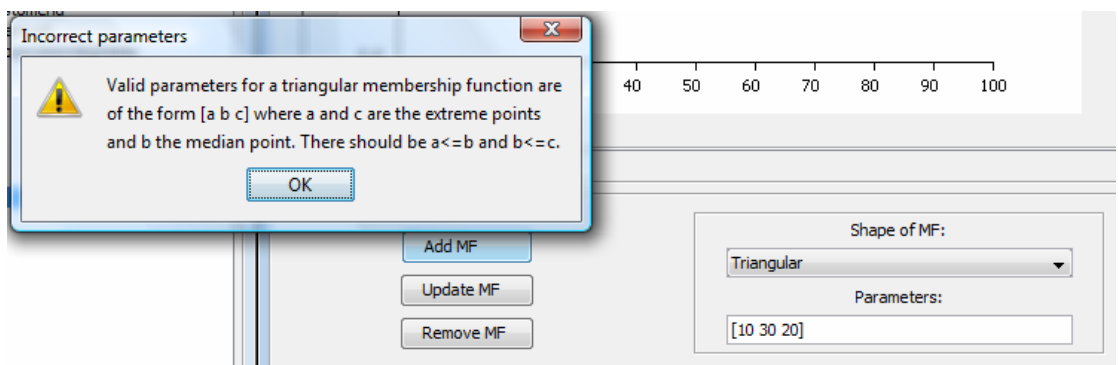 Incorrect parameters
Valid parameters for a triangular membership function are
of the form [a b c] where a and c are the extreme points
and b the median point. There should be a<=b and b<=c.
OK
40 50 60 70 80 90 100
Shape of MF:
Add MF
Triangular
Update MF
Parameters:
[10 30 20]
Remove MF